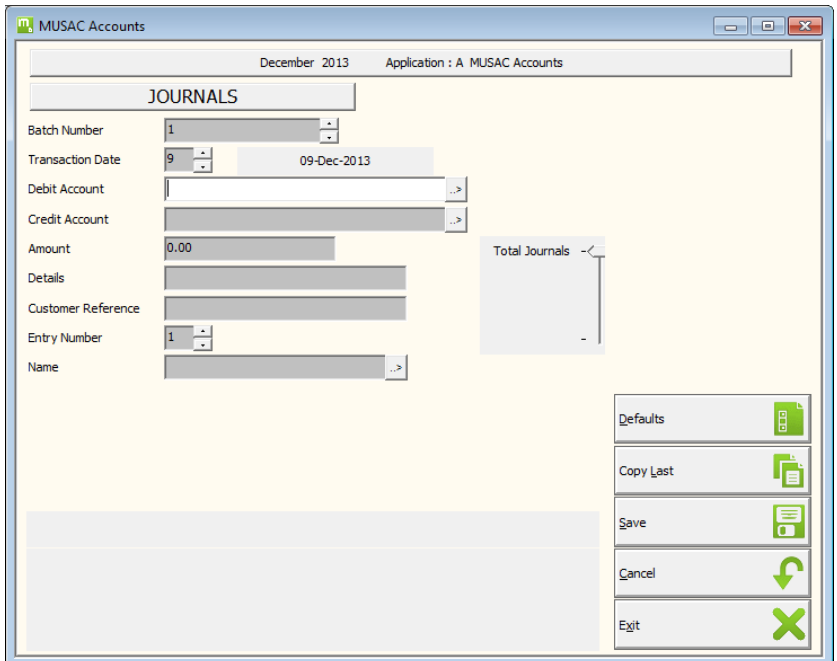 MUSAC Accounts
December 2013 Application : A MUSAC Accounts
JOURNALS
Batch Number 1
Transaction Date 9 09-Dec-2013
Debit Account ..>
Credit Account ..>
Amount 0.00 Total Journals
Details
Customer Reference
Entry Number 1
Name ..>
Defaults
Copy Last
Save
Cancel
Exit